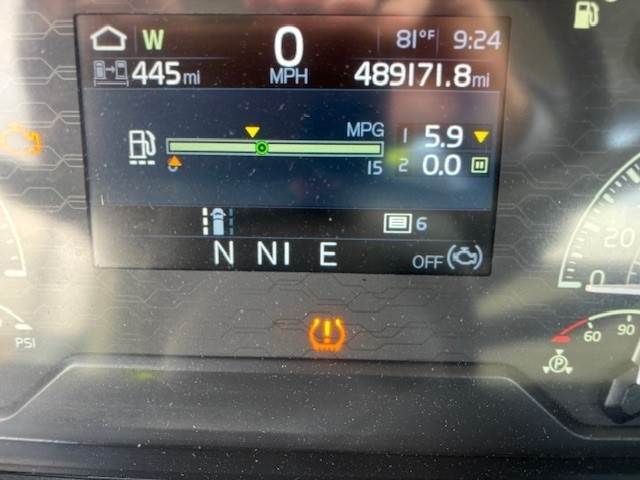 W 0 81°F 9:24
445mi MPH 489171.8mi
MPG 1 5.9
0 15 2 0.0
6
N NI E OFF
PSI
20
0
60 90
P